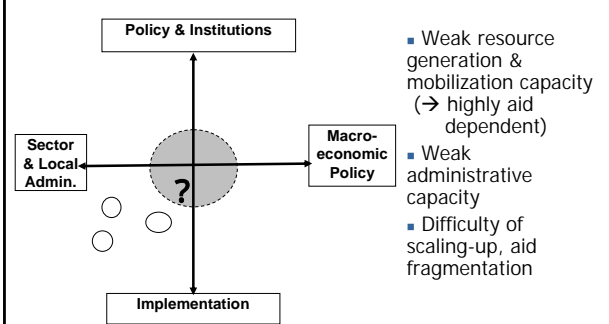 Policy & Institutions
Sector
& Local
Admin.
?
Macro-
economic
Policy
Implementation
▪ Weak resource
generation &
mobilization capacity
(→ highly aid
dependent)
▪ Weak
administrative
capacity
▪ Difficulty of
scaling-up, aid
fragmentation